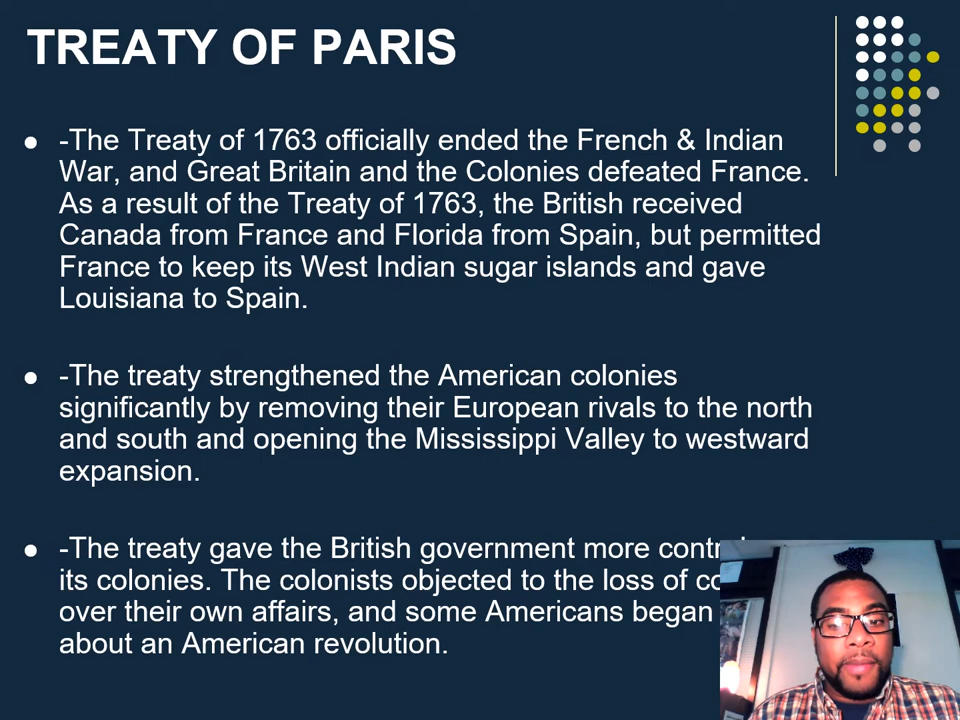 TREATY OF PARIS
-The Treaty of 1763 officially ended the French & Indian
War, and Great Britain and the Colonies defeated France.
As a result of the Treaty of 1763, the British received
Canada from France and Florida from Spain, but permitted
France to keep its West Indian sugar islands and gave
Louisiana to Spain.
-The treaty strengthened the American colonies
significantly by removing their European rivals to the north
and south and opening the Mississippi Valley to westward
expansion.
-The treaty gave the British government more
its colonies. The colonists objected to the loss of
over their own affairs, and some Americans began
about an American revolution.